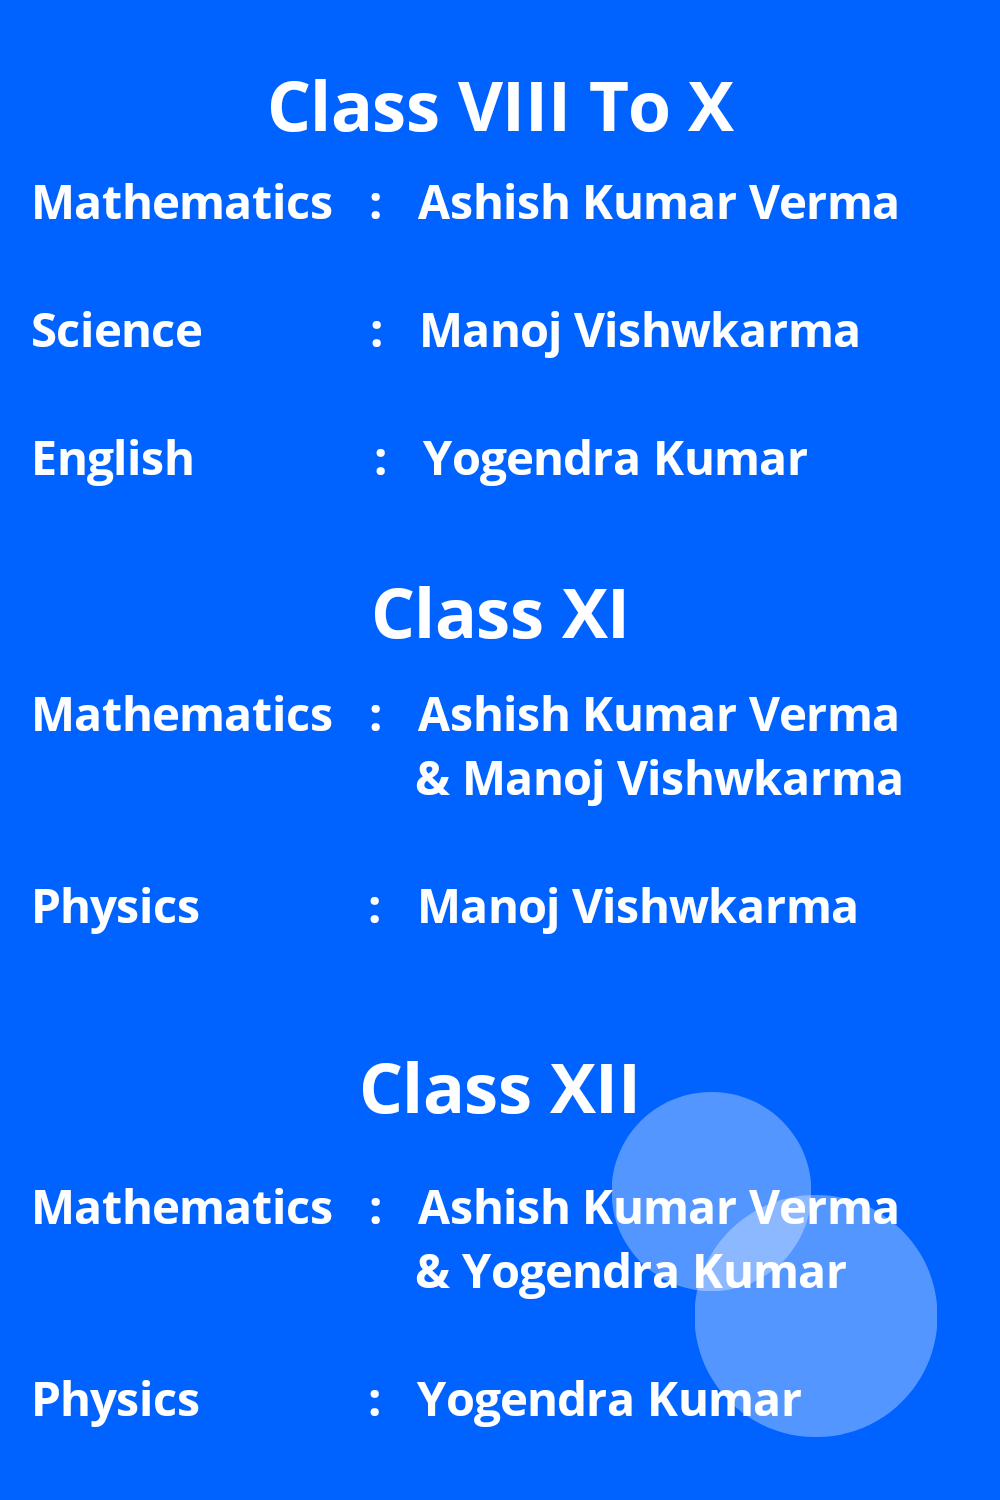 Class VIII To X
Mathematics : Ashish Kumar Verma
Science : Manoj Vishwkarma
English : Yogendra Kumar
Class XI
Mathematics : Ashish Kumar Verma
& Manoj Vishwkarma
Physics : Manoj Vishwkarma
Class XII
Mathematics : Ashish Kumar Verma
& Yogendra Kumar
Physics : Yogendra Kumar